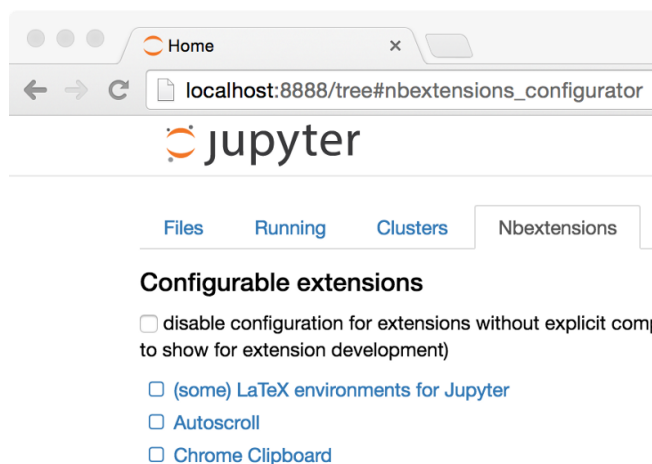 Home
localhost:8888/tree#nbextensions_configurator
jupyter
Files Running Clusters Nbextensions
Configurable extensions
disable configuration for extensions without explicit
to show for extension development)
(some) LaTeX environments for Jupyter
Autoscroll
Chrome Clipboard